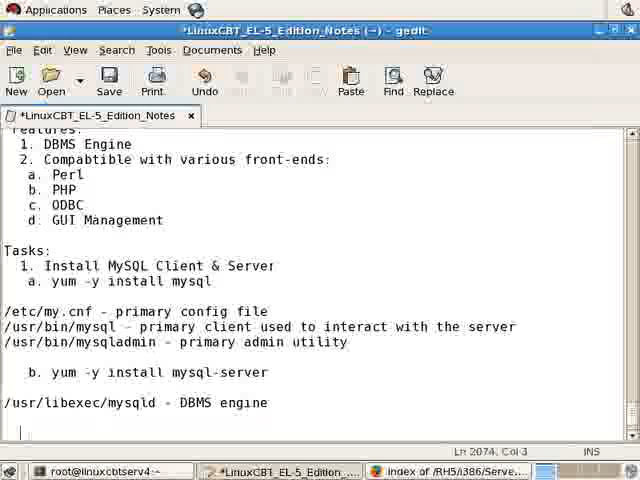 Applications Places System
*LinuxCBT_EL-5_Edition_Notes (~) - gedit
File Edit View Search Tools Documents Help
New Open Save Print Undo Paste Find Replace
*LinuxCBT_EL-5_Edition_Notes
Features:
1. DBMS Engine
2. Compabtible with various front-ends:
a. Perl
b. PHP
c. ODBC
d. GUI Management
Tasks:
1. Install MySQL Client & Server
a. yum -y install mysql
/etc/my.cnf - primary config file
/usr/bin/mysql - primary client used to interact with the server
/usr/bin/mysqladmin - primary admin utility
b. yum -y install mysql-server
/usr/libexec/mysqld - DBMS engine
Ln 2074, Col 3 INS
root@linuxcbtserv4:~ *LinuxCBT_EL-5_Edition_.... Index of /RH5/i386/Serve...